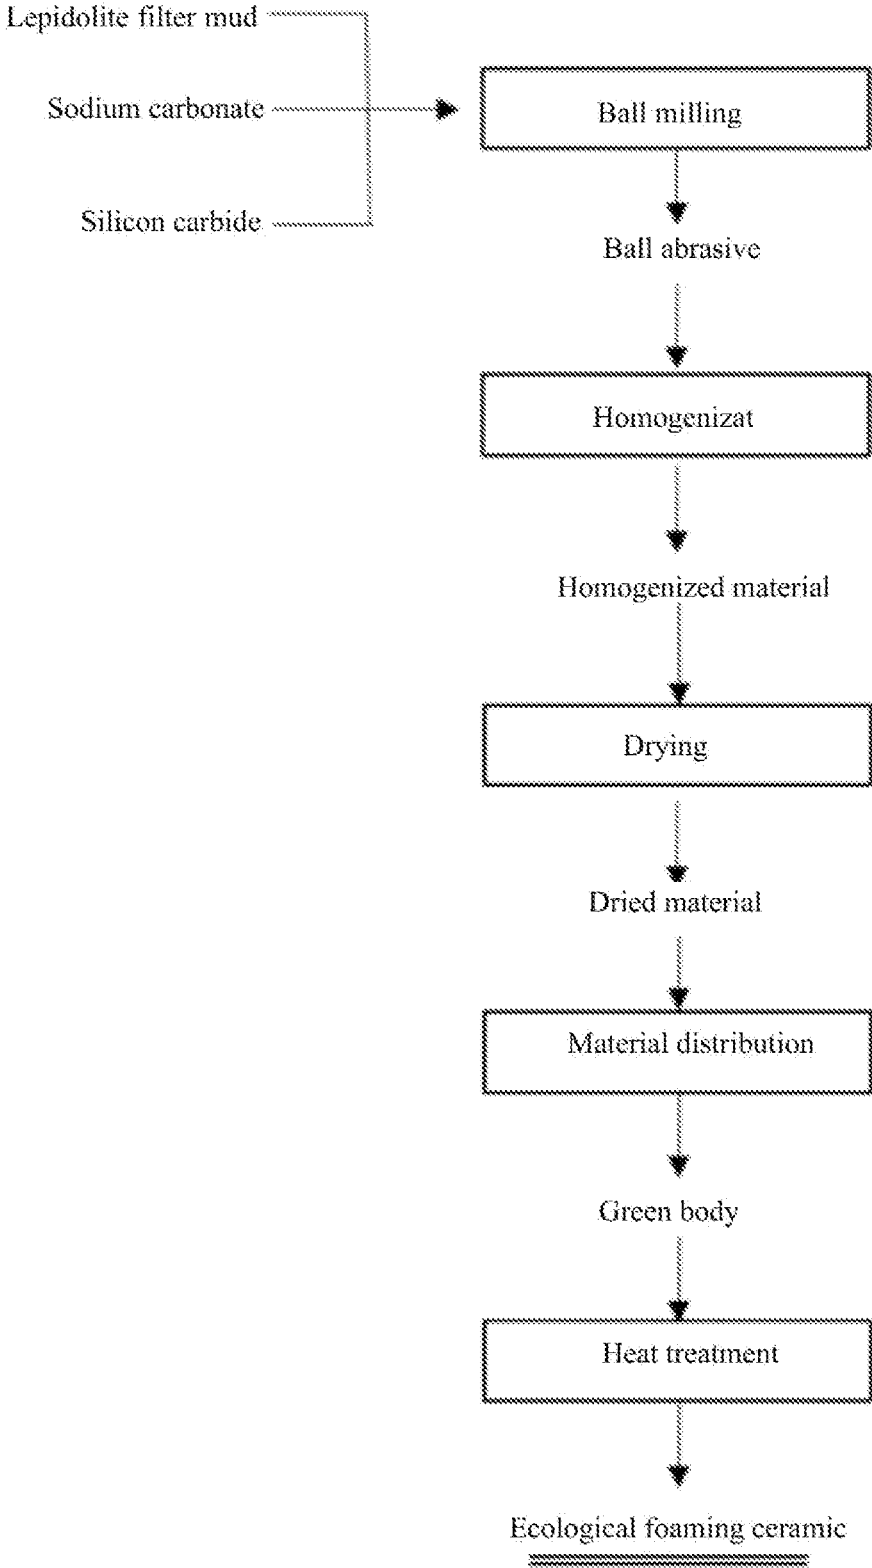 Lepidolite filter mud
Sodium carbonate
Silicon carbide
Ball milling
Ball abrasive
Homogenizat
Homogenized material
Drying
Dried material
Material distribution
Green body
Heat treatment
Ecological foaming ceramic